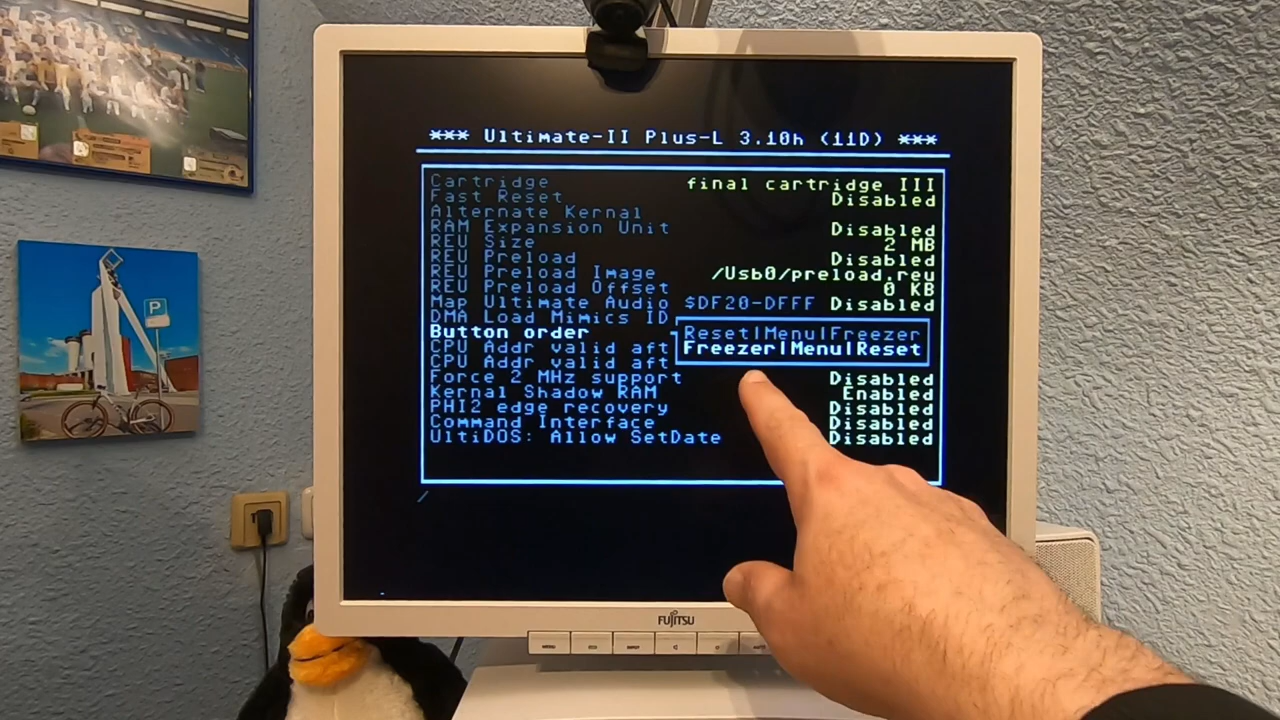 *** Ultimate-II Plus-L 3.10h (11D) ***
Cartridge final cartridge III
Fast Reset Disabled
Alternate Kernal
RAM Expansion Unit Disabled
REU Size 2 MB
REU Preload Disabled
REU Preload Image /Usb0/preload.reu
REU Preload Offset 0 KB
Map Ultimate Audio $DF20-DFFF Disabled
DMA Load Mimics ID
Button order Reset|Menu|Freezer
CPU Addr valid aft Freezer|Menu|Reset
CPU Addr valid aft
Force 2 MHz support Disabled
Kernal Shadow RAM Enabled
PHI2 edge recovery Disabled
Command Interface Disabled
UltiDOS: Allow SetDate Disabled
/
FUJITSU
MENU
P